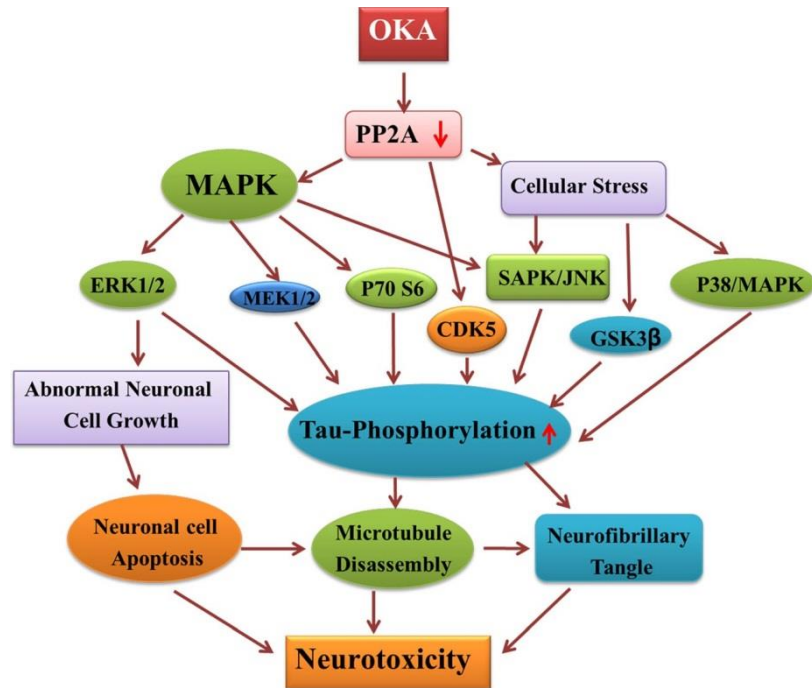 OKA
PP2A ↓
MAPK
Cellular Stress
ERK1/2
MEK1/2
P70 S6
SAPK/JNK
P38/MAPK
CDK5
GSK3β
Abnormal Neuronal
Cell Growth
Tau-Phosphorylation ↑
Neuronal cell
Apoptosis
Microtubule
Disassembly
Neurofibrillary
Tangle
Neurotoxicity